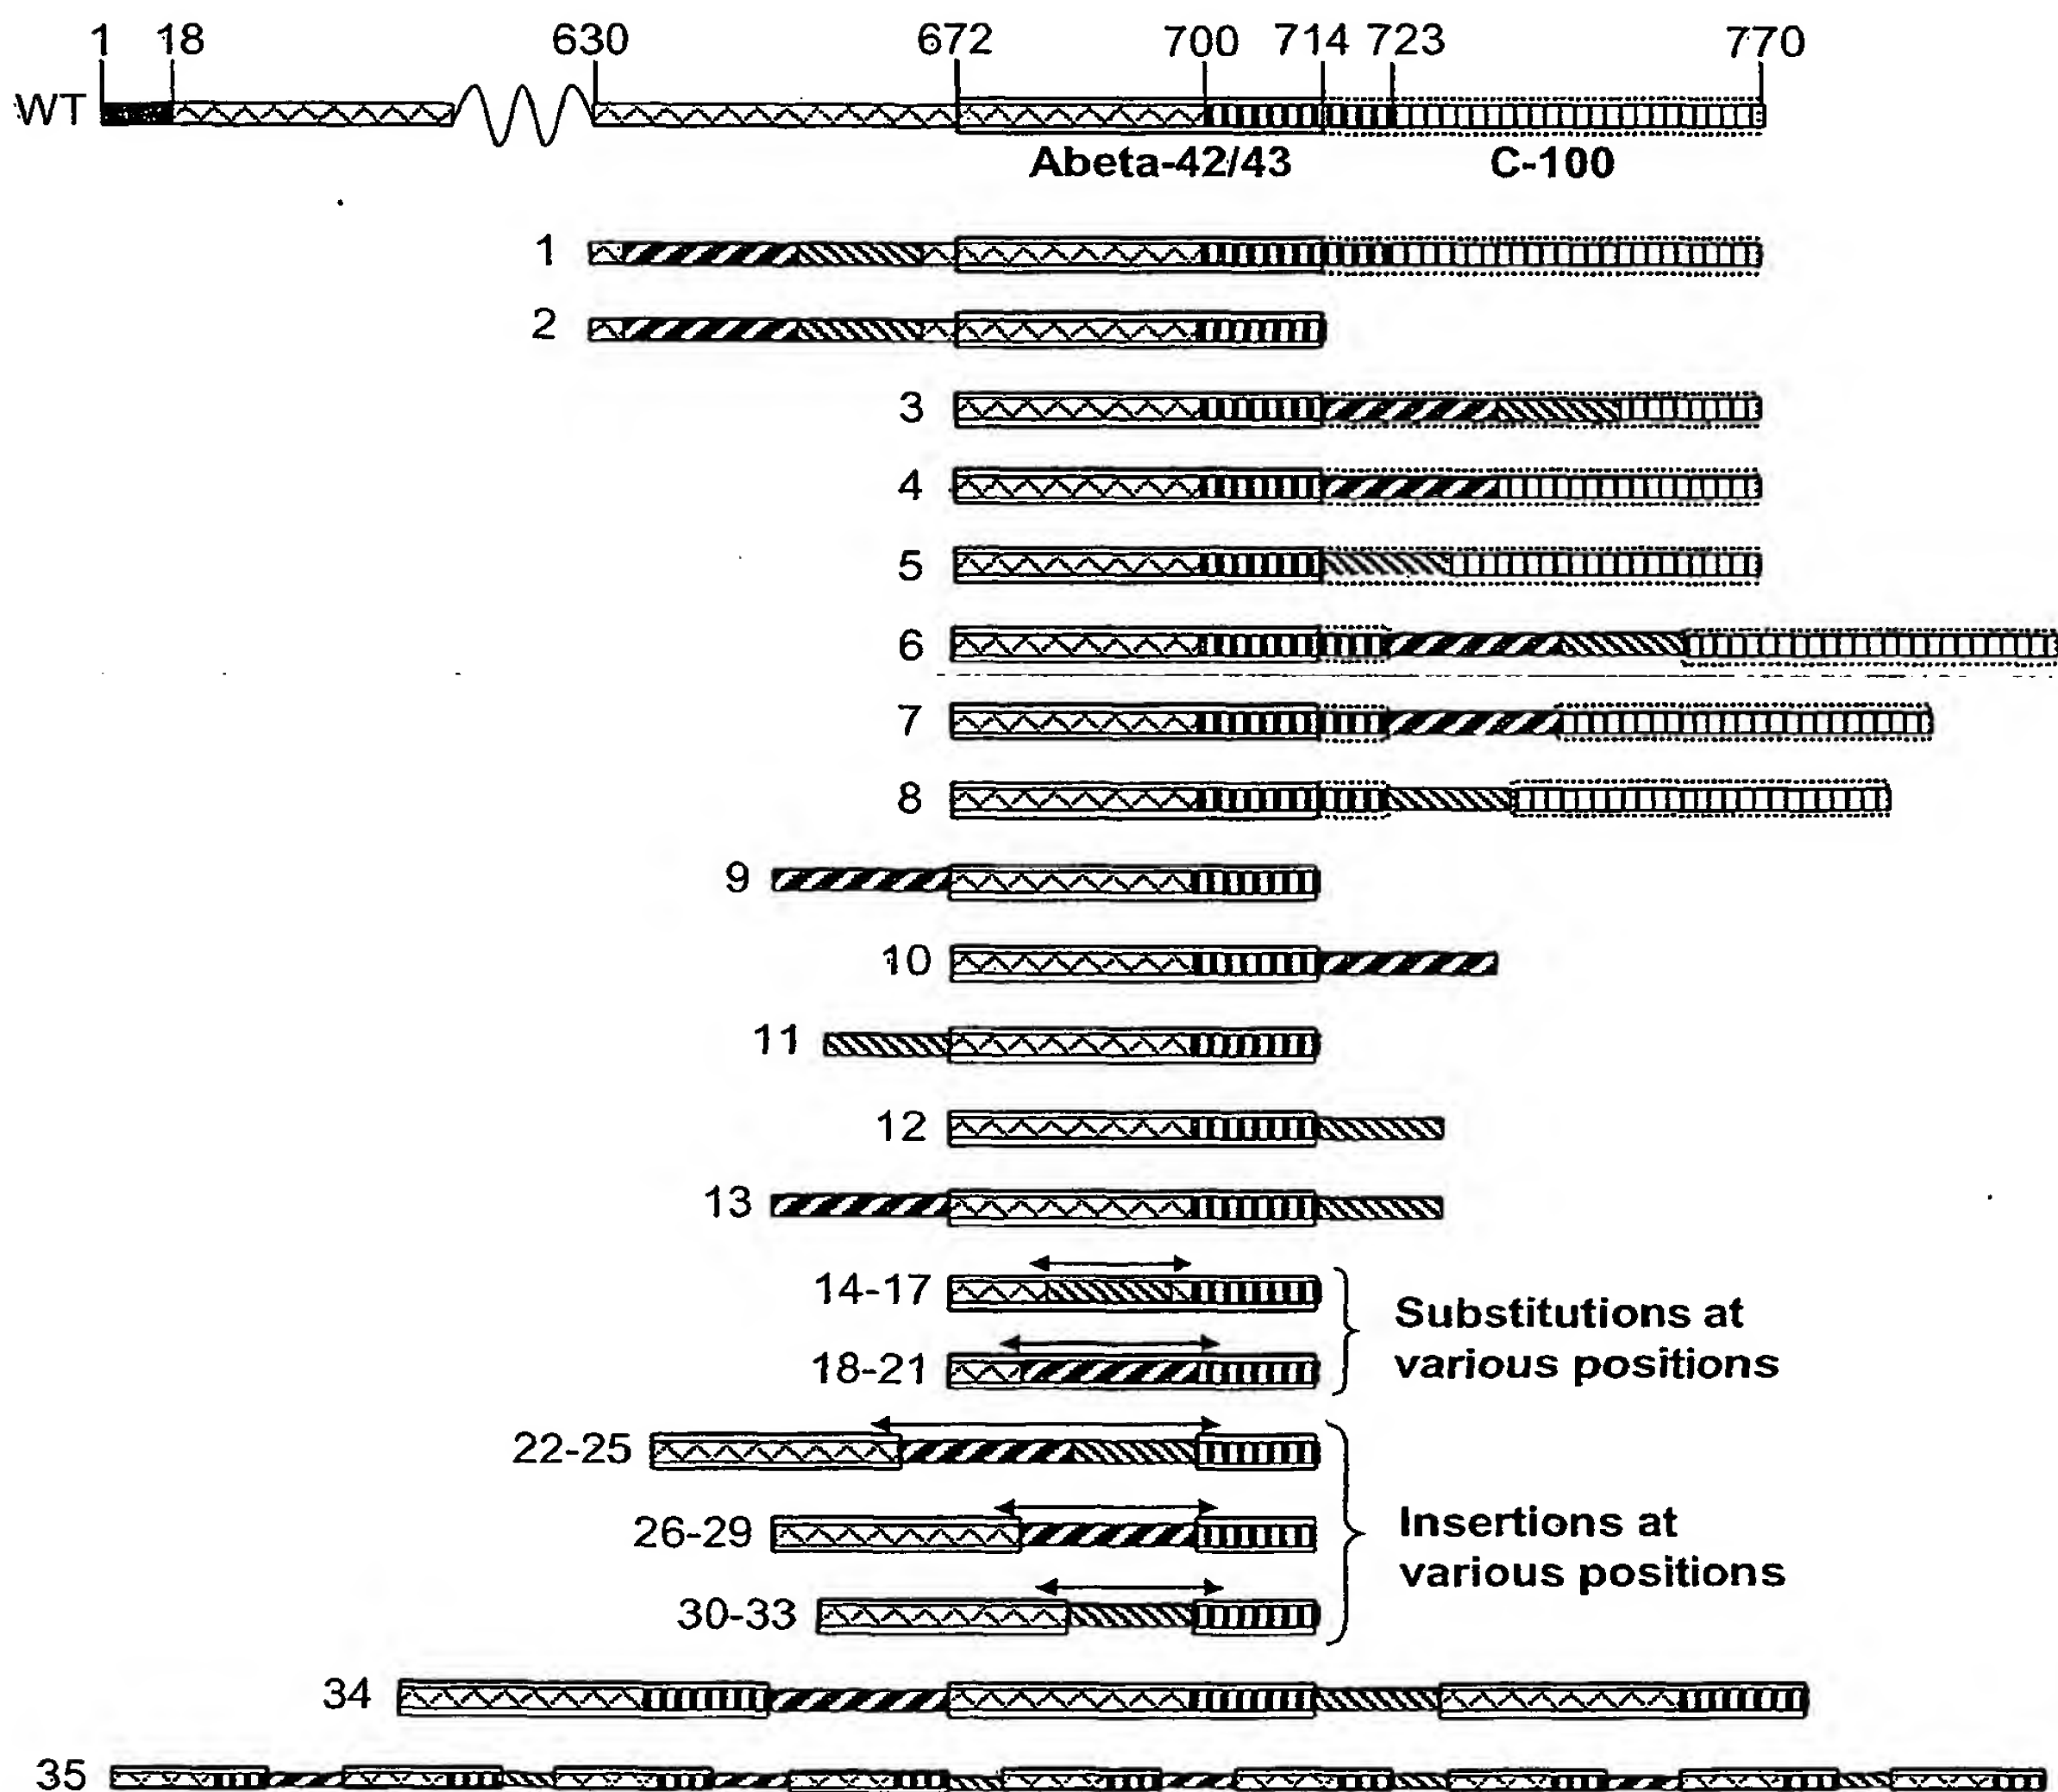 1 18 630 672 700 714 723 770
WT
Abeta-42/43 C-100
1
2
3
4
5
6
7
8
9
10
11
12
13
14-17
18-21
Substitutions at
various positions
22-25
26-29
30-33
Insertions at
various positions
34
35